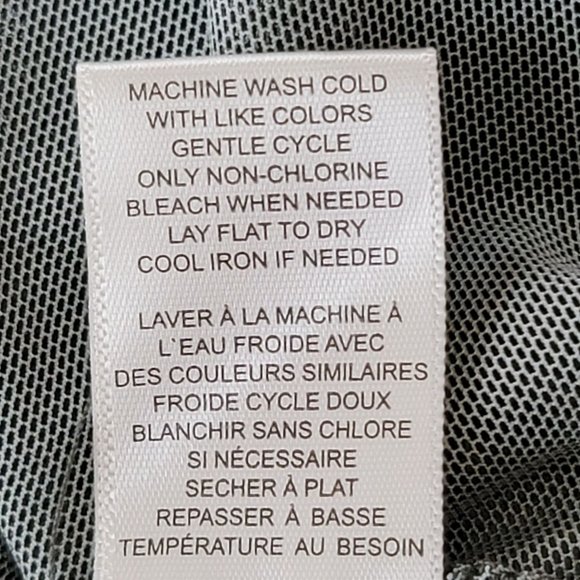 MACHINE WASH COLD
WITH LIKE COLORS
GENTLE CYCLE
ONLY NON-CHLORINE
BLEACH WHEN NEEDED
LAY FLAT TO DRY
COOL IRON IF NEEDED
LAVER À LA MACHINE À
L`EAU FROIDE AVEC
DES COULEURS SIMILAIRES
FROIDE CYCLE DOUX
BLANCHIR SANS CHLORE
SI NÉCESSAIRE
SECHER À PLAT
REPASSER À BASSE
TEMPÉRATURE AU BESOIN